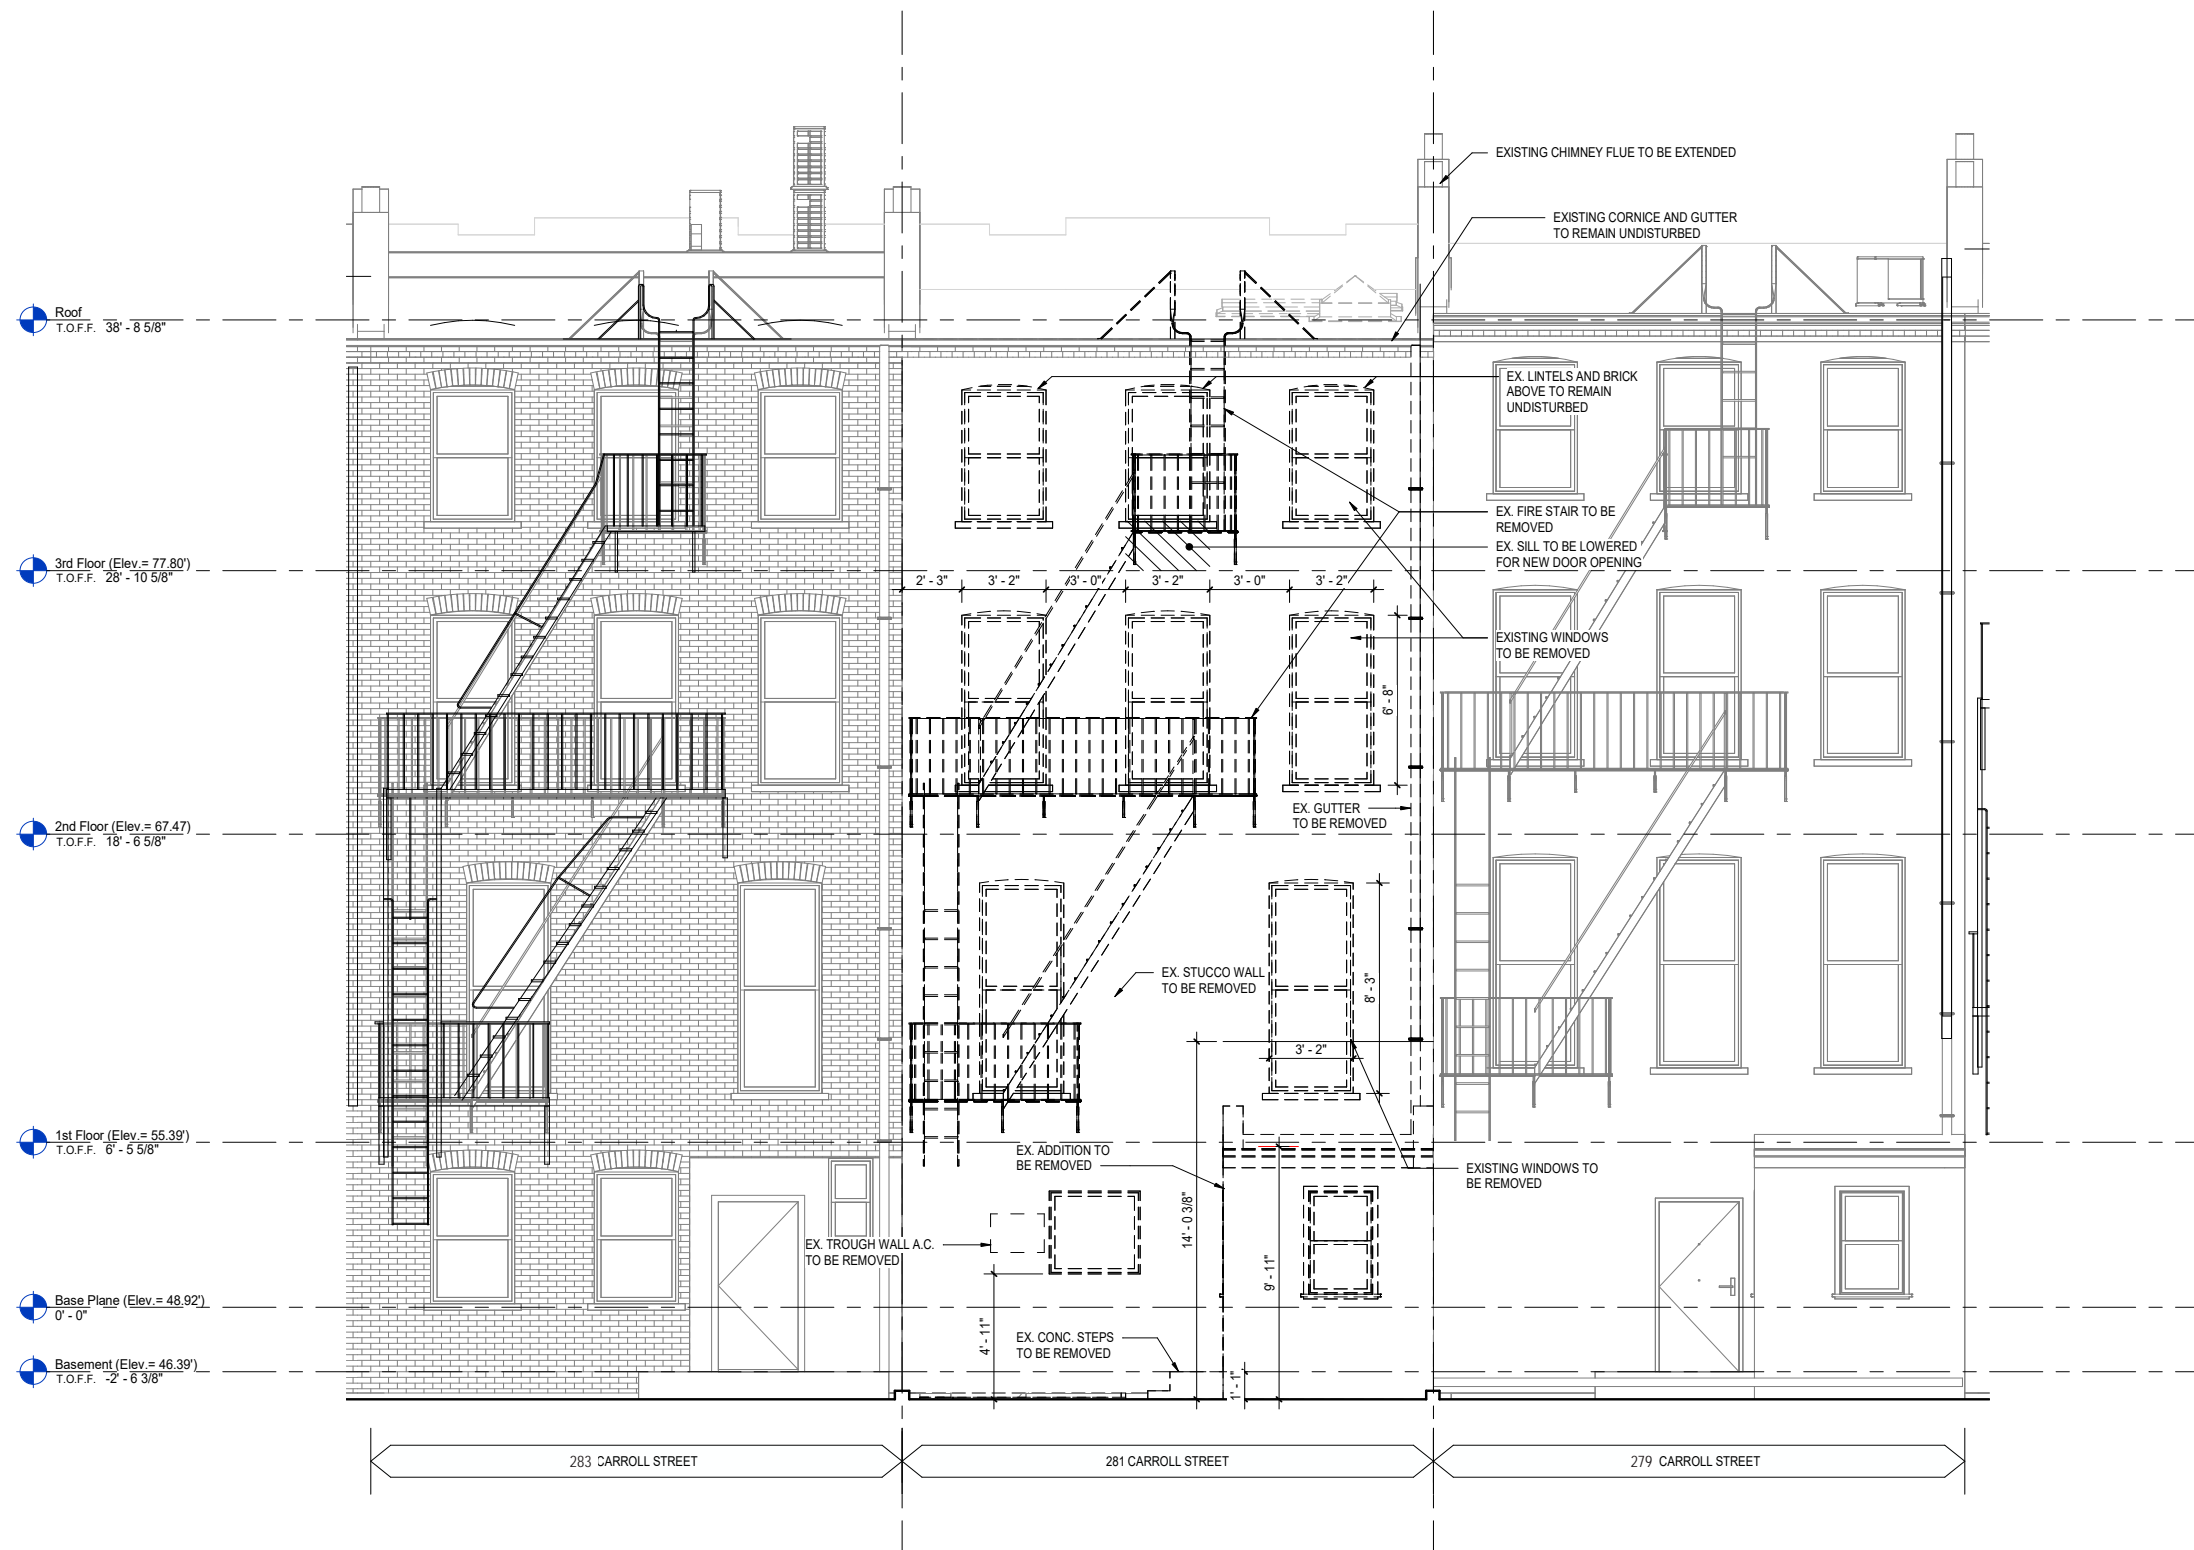 EXISTING CHIMNEY FLUE TO BE EXTENDED
EXISTING CORNICE AND GUTTER
TO REMAIN UNDISTURBED
Roof
T.O.F.F. 38' - 8 5/8"
EX. LINTELS AND BRICK
ABOVE TO REMAIN
UNDISTURBED
EX. FIRE STAIR TO BE
REMOVED
EX. SILL TO BE LOWERED
FOR NEW DOOR OPENING
3rd Floor (Elev.= 77.80')
T.O.F.F. 28' - 10 5/8"
2' - 3" 3' - 2" 3' - 0" 3' - 2" 3' - 0" 3' - 2"
EXISTING WINDOWS
TO BE REMOVED
6' - 8"
EX. GUTTER
TO BE REMOVED
2nd Floor (Elev.= 67.47)
T.O.F.F. 18' - 6 5/8"
EX. STUCCO WALL
TO BE REMOVED
8' - 3"
3' - 2"
1st Floor (Elev.= 55.39')
T.O.F.F. 6' - 5 5/8"
EX. ADDITION TO
BE REMOVED
EXISTING WINDOWS TO
BE REMOVED
14' - 0 3/8"
EX. TROUGH WALL A.C.
TO BE REMOVED
9' - 11"
Base Plane (Elev.= 48.92')
0' - 0"
4' - 11"
EX. CONC. STEPS
TO BE REMOVED
Basement (Elev.= 46.39')
T.O.F.F. -2' - 6 3/8"
1' - 1"
283 CARROLL STREET
281 CARROLL STREET
279 CARROLL STREET